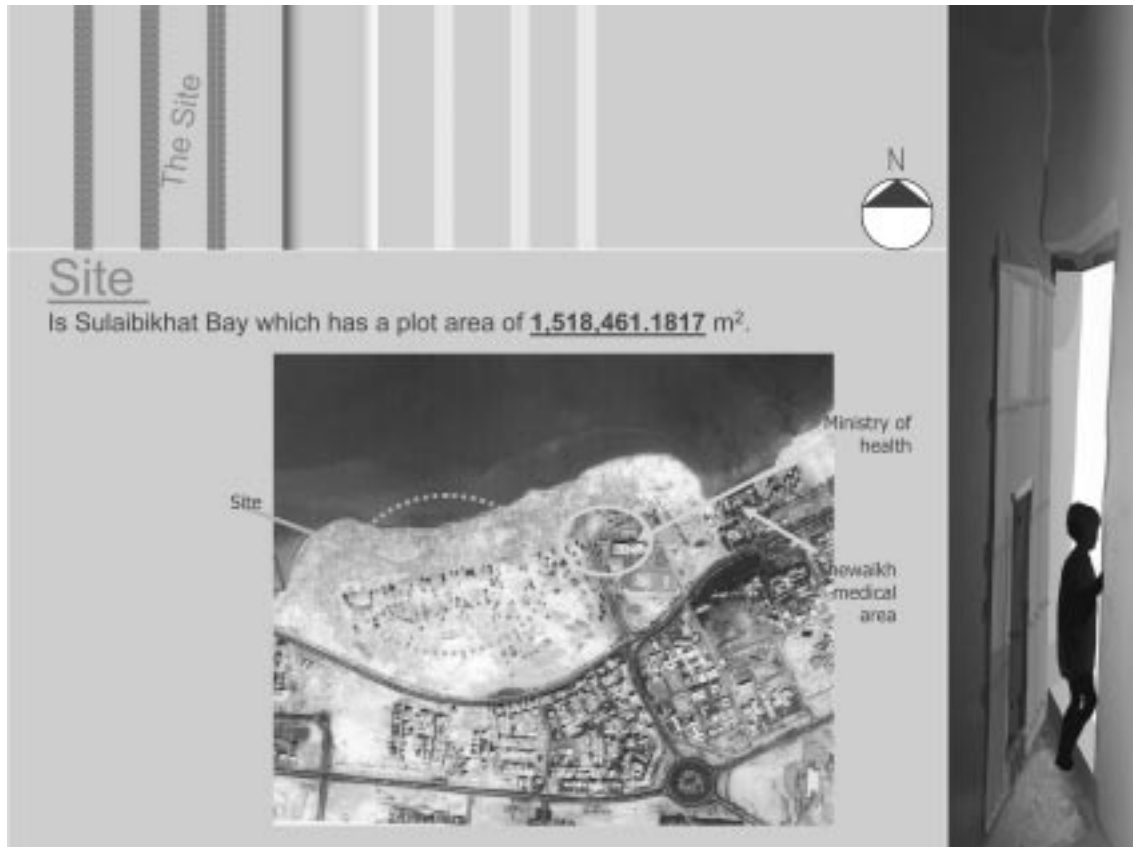 The Site
N
Site
Is Sulaibikhat Bay which has a plot area of 1,518,461.1817 m².
Ministry of
health
Site
Shewaikh
medical
area